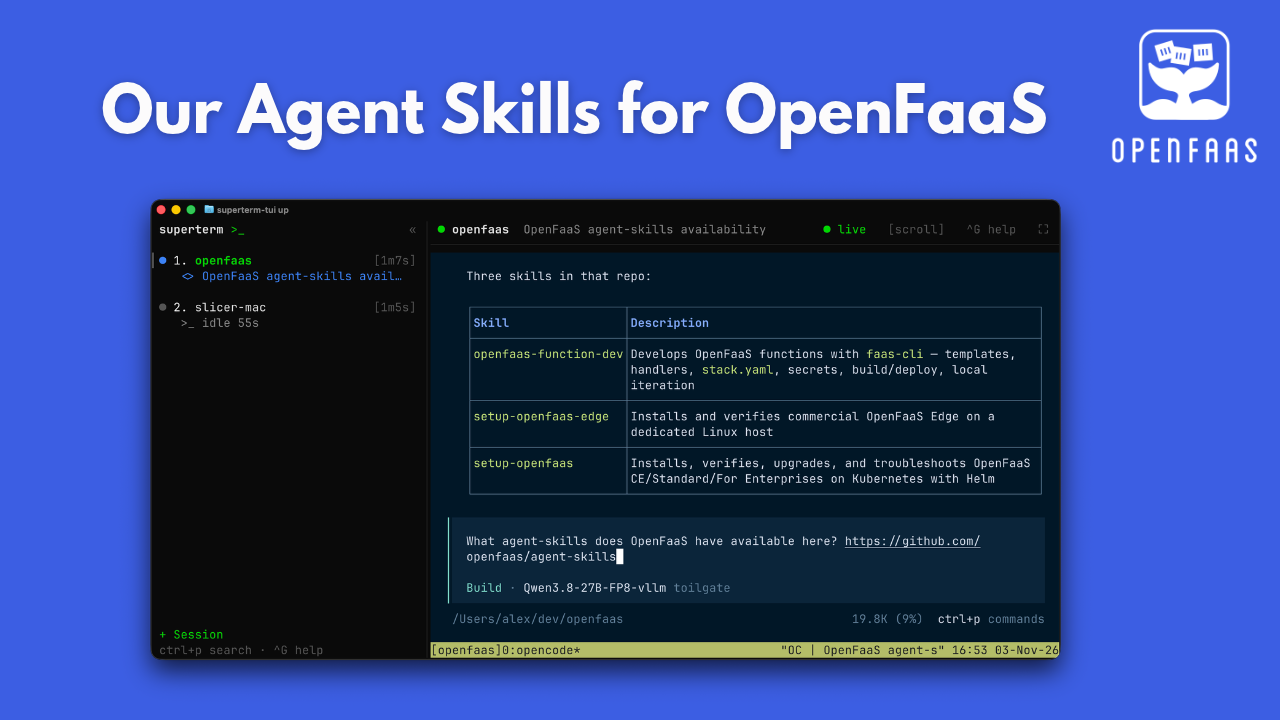 Our Agent Skills for OpenFaaS
OPENFAAS
superterm-tui up
superterm >_ «
1. openfaas [1m7s]
<> OpenFaaS agent-skills avail…
2. slicer-mac [1m5s]
>_ idle 55s
+ Session
ctrl+p search · ^G help
openfaas OpenFaaS agent-skills availability live [scroll] ^G help
Three skills in that repo:
Skill Description
openfaas-function-dev Develops OpenFaaS functions with faas-cli — templates,
handlers, stack.yaml, secrets, build/deploy, local
iteration
setup-openfaas-edge Installs and verifies commercial OpenFaaS Edge on a
dedicated Linux host
setup-openfaas Installs, verifies, upgrades, and troubleshoots OpenFaaS
CE/Standard/For Enterprises on Kubernetes with Helm
What agent-skills does OpenFaaS have available here? https://github.com/
openfaas/agent-skills
Build · Qwen3.8-27B-FP8-vllm toilgate
/Users/alex/dev/openfaas 19.8K (9%) ctrl+p commands
[openfaas]0:opencode* "OC | OpenFaaS agent-s" 16:53 03-Nov-26